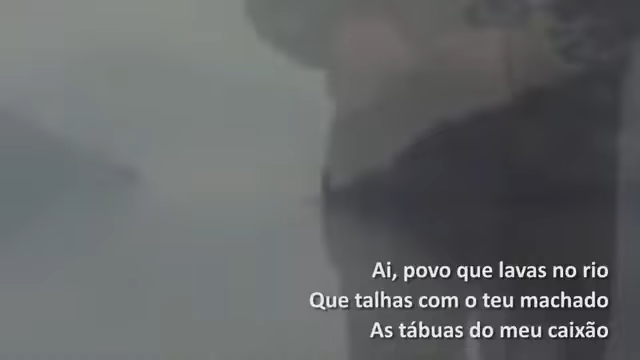 Ai, povo que lavas no rio
Que talhas com o teu machado
As tábuas do meu caixão